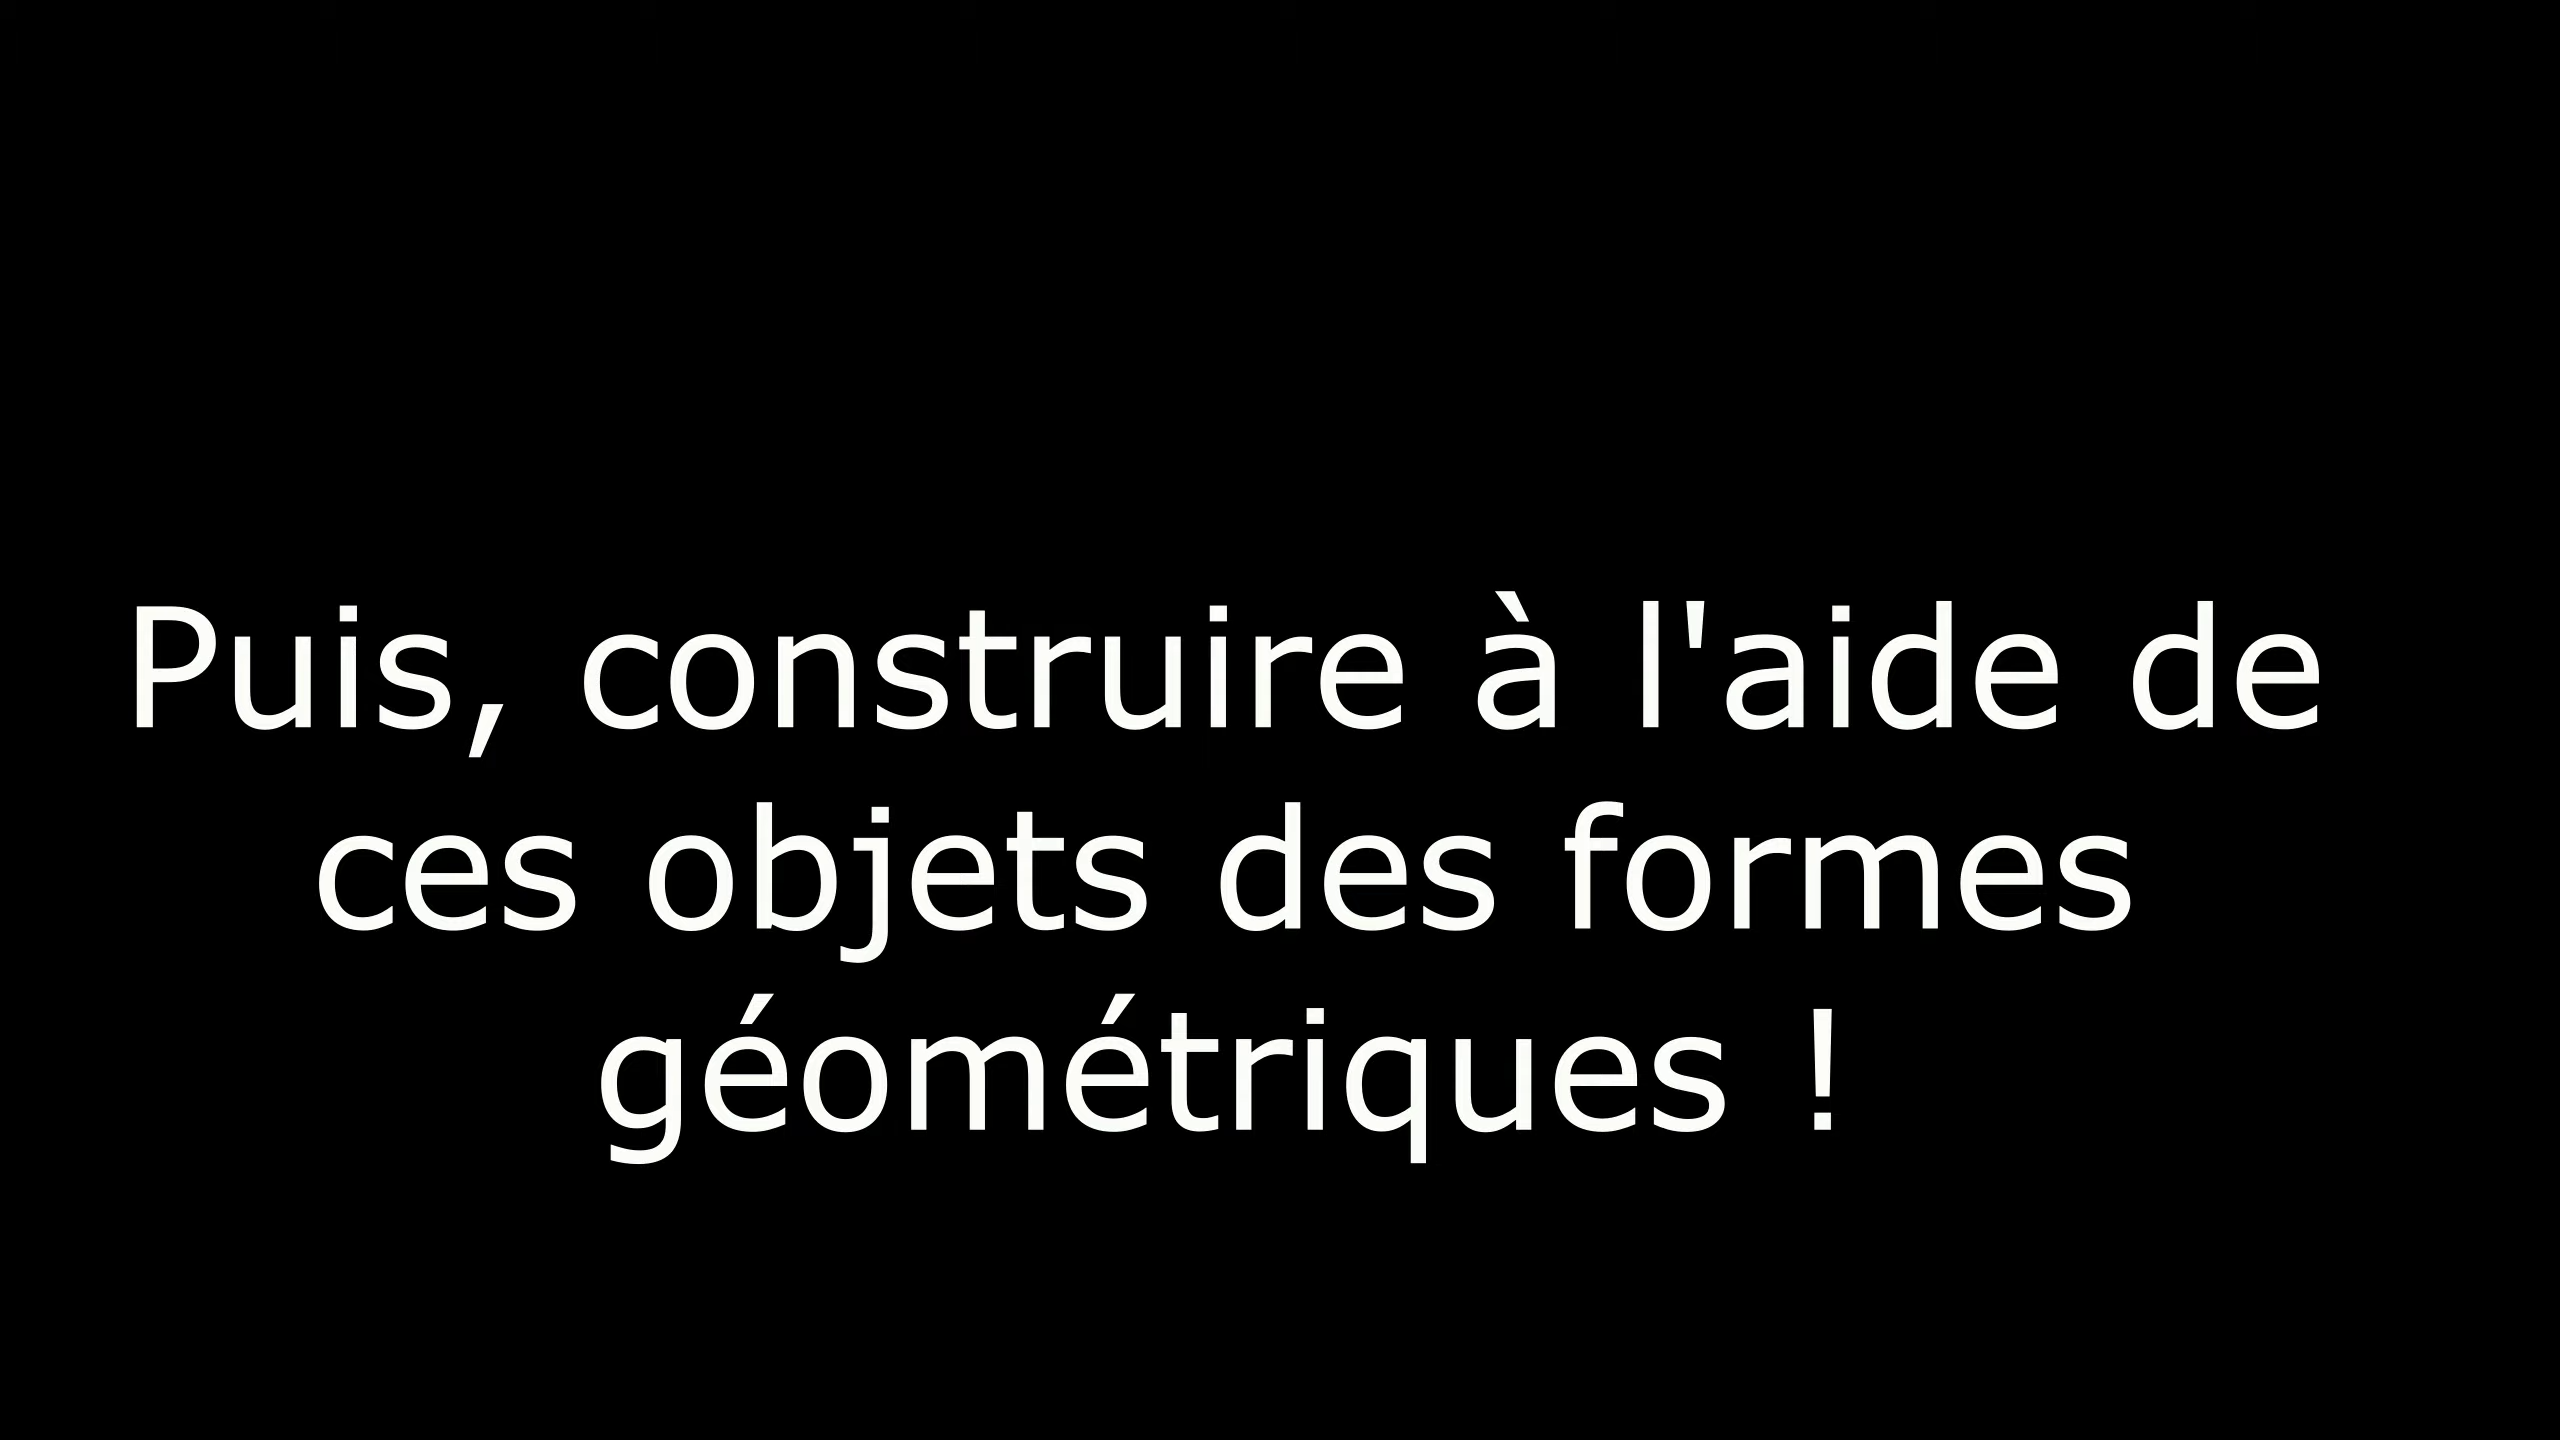 Puis, construire à l'aide de
ces objets des formes
géométriques !